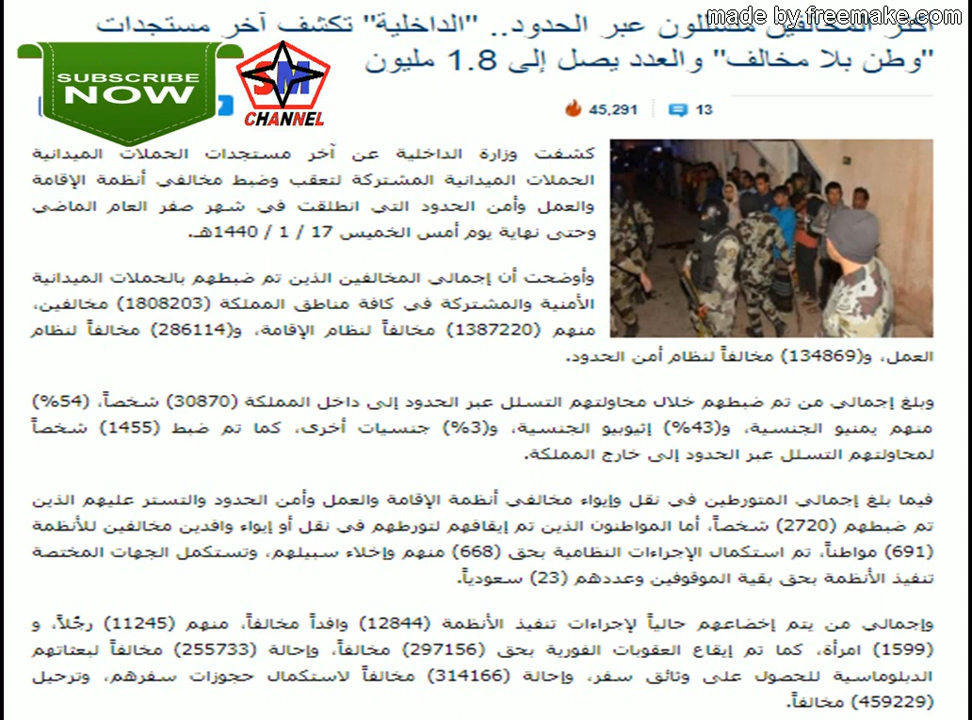 made by freemake.com
أكثر المخالفين متسللون عبر الحدود.. "الداخلية" تكشف آخر مستجدات
"وطن بلا مخالف" والعدد يصل إلى 1.8 مليون
SUBSCRIBE
NOW
SM
CHANNEL
45,291
13
كشفت وزارة الداخلية عن آخر مستجدات الحملات الميدانية
الحملات الميدانية المشتركة لتعقب وضبط مخالفي أنظمة الإقامة
والعمل وأمن الحدود التي انطلقت في شهر صفر العام الماضي
وحتى نهاية يوم أمس الخميس 17 / 1 / 1440هـ.
وأوضحت أن إجمالي المخالفين الذين تم ضبطهم بالحملات الميدانية
الأمنية والمشتركة في كافة مناطق المملكة (1808203) مخالفين،
منهم (1387220) مخالفاً لنظام الإقامة، و(286114) مخالفاً لنظام
العمل، و(134869) مخالفاً لنظام أمن الحدود.
وبلغ إجمالي من تم ضبطهم خلال محاولتهم التسلل عبر الحدود إلى داخل المملكة (30870) شخصاً، (54%)
منهم يمنيو الجنسية، و(43%) إثيوبيو الجنسية، و(3%) جنسيات أخرى، كما تم ضبط (1455) شخصاً
لمحاولتهم التسلل عبر الحدود إلى خارج المملكة.
فيما بلغ إجمالي المتورطين في نقل وإيواء مخالفي أنظمة الإقامة والعمل وأمن الحدود والتستر عليهم الذين
تم ضبطهم (2720) شخصاً، أما المواطنون الذين تم إيقافهم لتورطهم في نقل أو إيواء وافدين مخالفين للأنظمة
(691) مواطناً، تم استكمال الإجراءات النظامية بحق (668) منهم وإخلاء سبيلهم، وتستكمل الجهات المختصة
تنفيذ الأنظمة بحق بقية الموقوفين وعددهم (23) سعودياً.
وإجمالي من يتم إخضاعهم حالياً لإجراءات تنفيذ الأنظمة (12844) وافداً مخالفاً، منهم (11245) رجُلاً، و
(1599) امرأة، كما تم إيقاع العقوبات الفورية بحق (297156) مخالفاً، وإحالة (255733) مخالفاً لبعثاتهم
الدبلوماسية للحصول على وثائق سفر، وإحالة (314166) مخالفاً لاستكمال حجوزات سفرهم، وترحيل
(459229) مخالفاً.